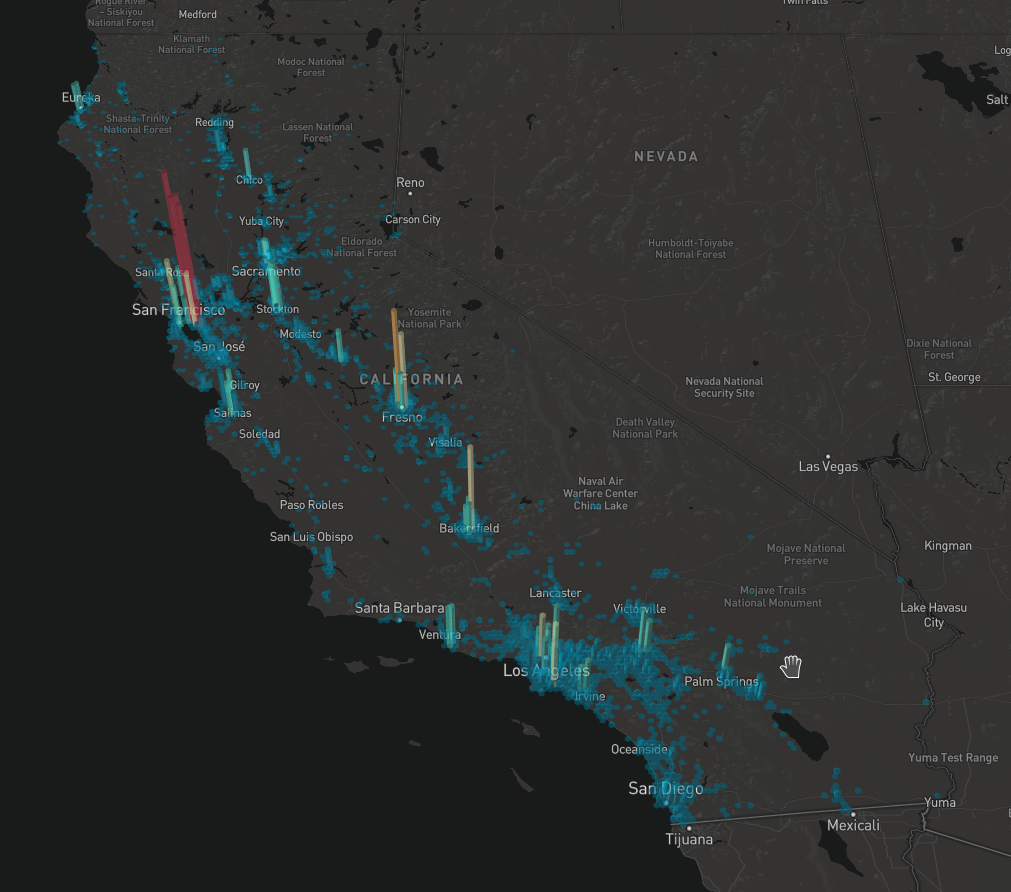 Rogue River
– Siskiyou
National Forest
Medford
Twin Falls
Klamath
National Forest
Modoc National
Forest
Log
Eureka
Salt
Shasta-Trinity
National Forest
Redding
Lassen National
Forest
NEVADA
Chico
Reno
Yuba City
Carson City
Eldorado
National Forest
Humboldt-Toiyabe
National Forest
Santa Rosa
Sacramento
San Francisco
Stockton
Yosemite
National Park
Modesto
San José
Dixie National
Forest
CALIFORNIA
St. George
Gilroy
Nevada National
Security Site
Salinas
Fresno
Soledad
Visalia
Death Valley
National Park
Las Vegas
Naval Air
Warfare Center
China Lake
Paso Robles
Bakersfield
San Luis Obispo
Mojave National
Preserve
Kingman
Lancaster
Mojave Trails
National Monument
Santa Barbara
Victorville
Lake Havasu
City
Ventura
Los Angeles
Palm Springs
Irvine
Oceanside
Yuma Test Range
San Diego
Yuma
Mexicali
Tijuana